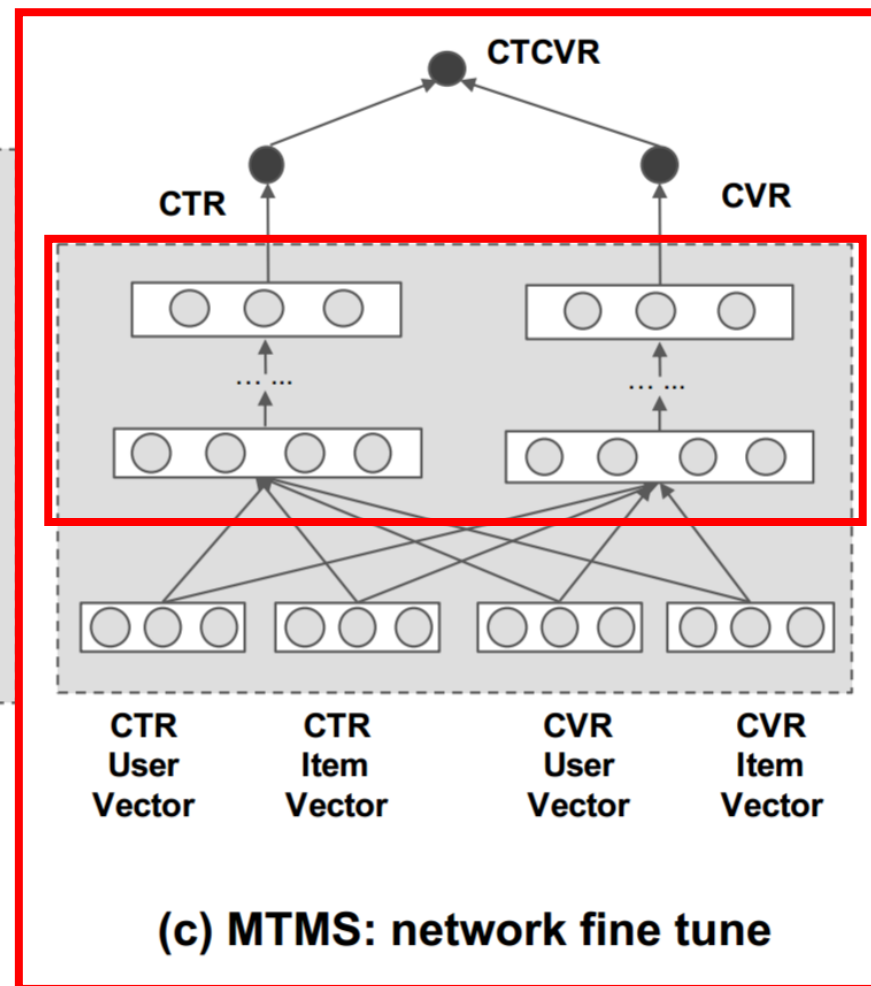 CTCVR
CTR
CVR
... ...
... ...
CTR
User
Vector
CTR
Item
Vector
CVR
User
Vector
CVR
Item
Vector
(c) MTMS: network fine tune